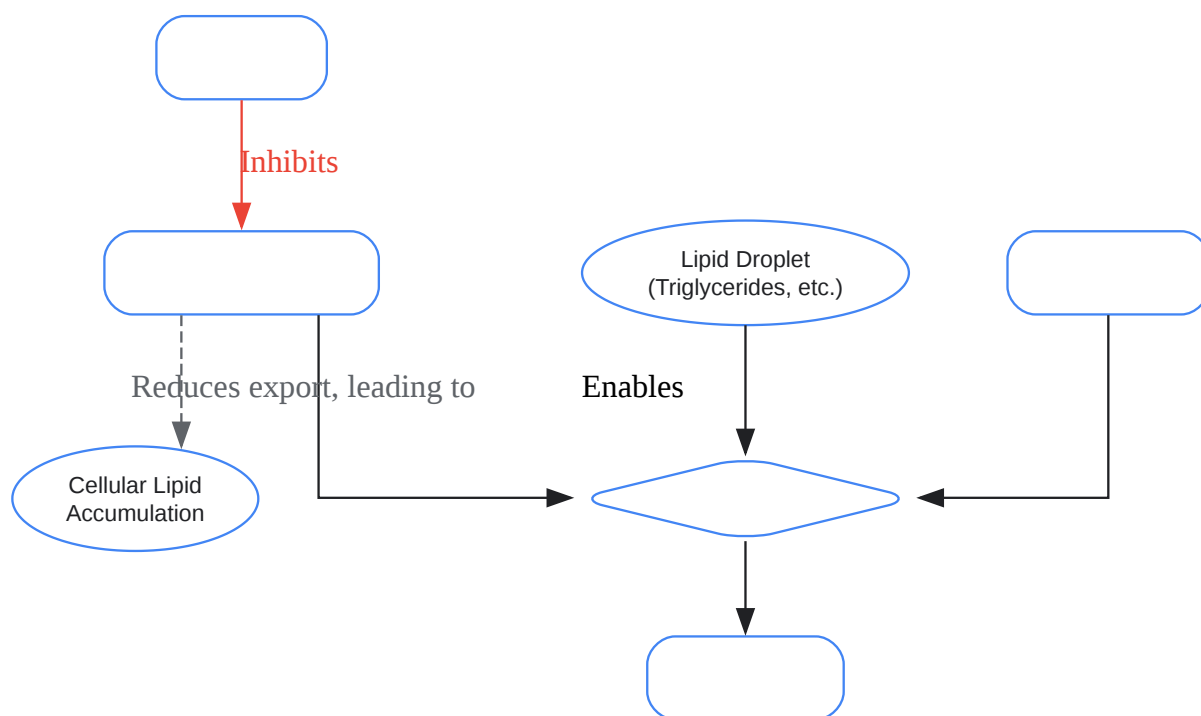 Inhibits
Lipid Droplet
(Triglycerides, etc.)
Reduces export, leading to
Enables
Cellular Lipid
Accumulation